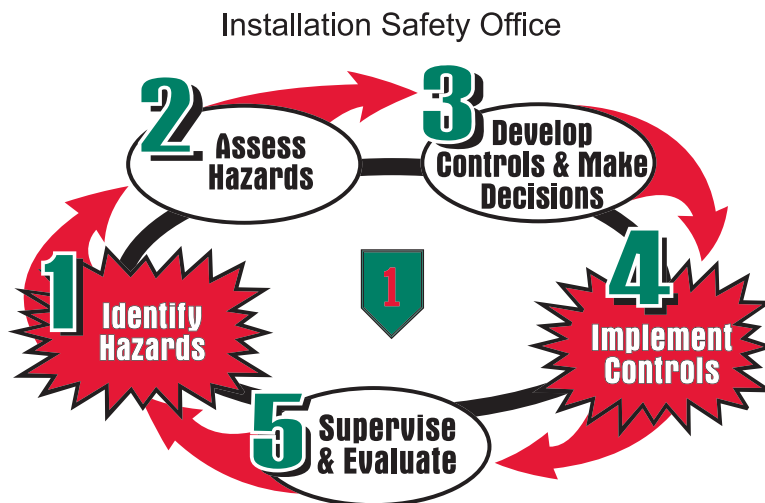 Installation Safety Office
1
Identify
Hazards
2
Assess
Hazards
3
Develop
Controls & Make
Decisions
4
Implement
Controls
5
Supervise
& Evaluate
1